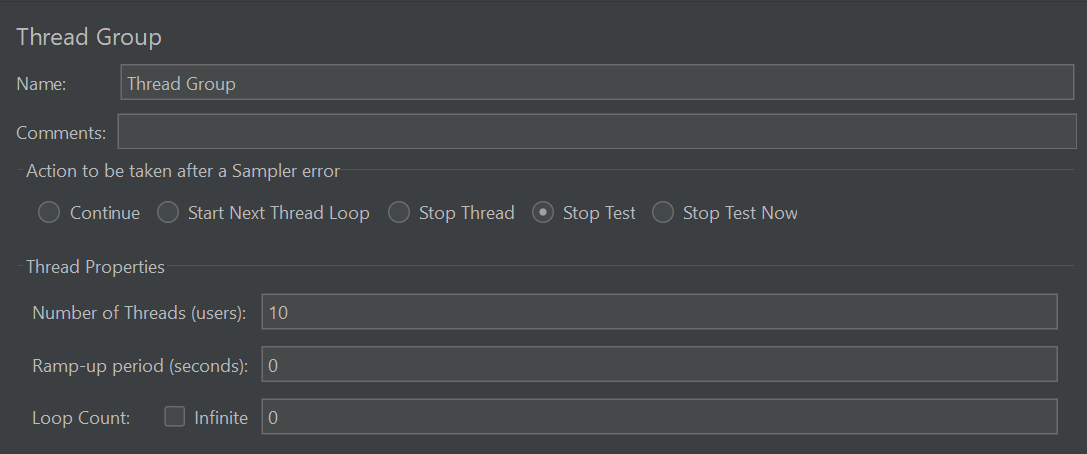 Thread Group
Name: Thread Group
Comments:
Action to be taken after a Sampler error
Continue Start Next Thread Loop Stop Thread Stop Test Stop Test Now
Thread Properties
Number of Threads (users): 10
Ramp-up period (seconds): 0
Loop Count: Infinite 0